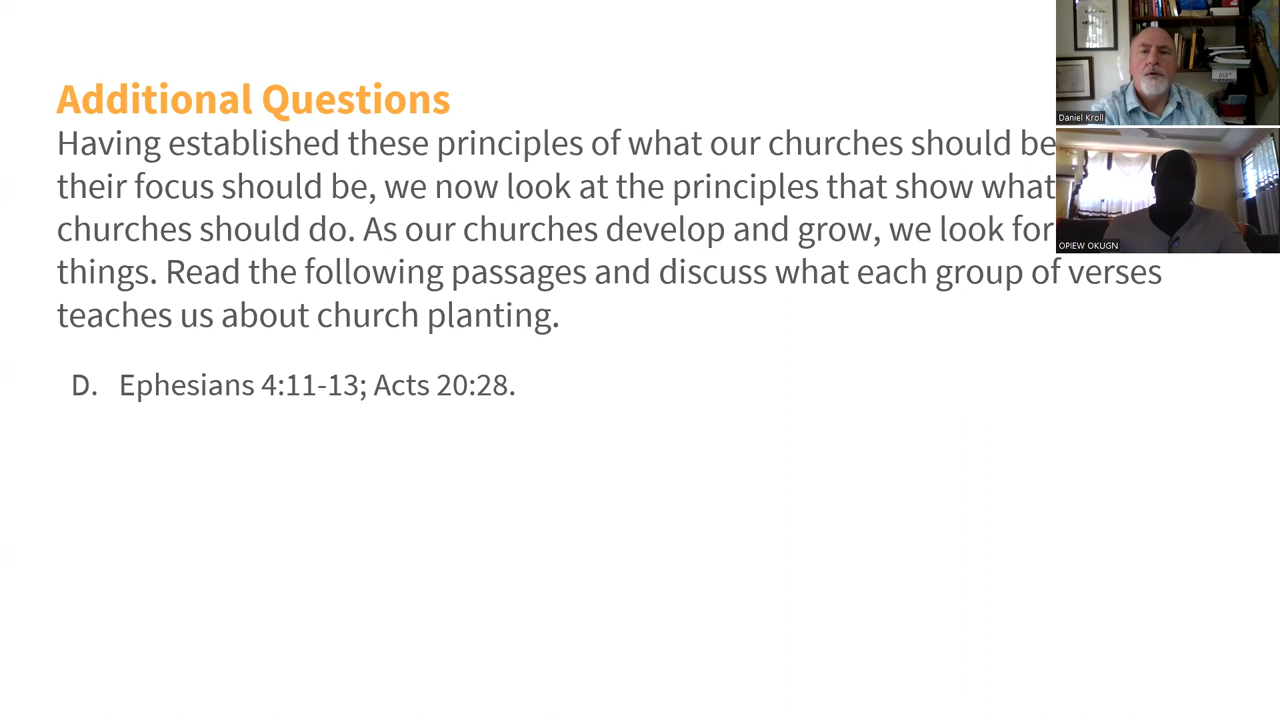 Additional Questions
Having established these principles of what our churches should be
their focus should be, we now look at the principles that show what
churches should do. As our churches develop and grow, we look for
things. Read the following passages and discuss what each group of verses
teaches us about church planting.
D. Ephesians 4:11-13; Acts 20:28.
Daniel Kroll
OPIEW OKUGN